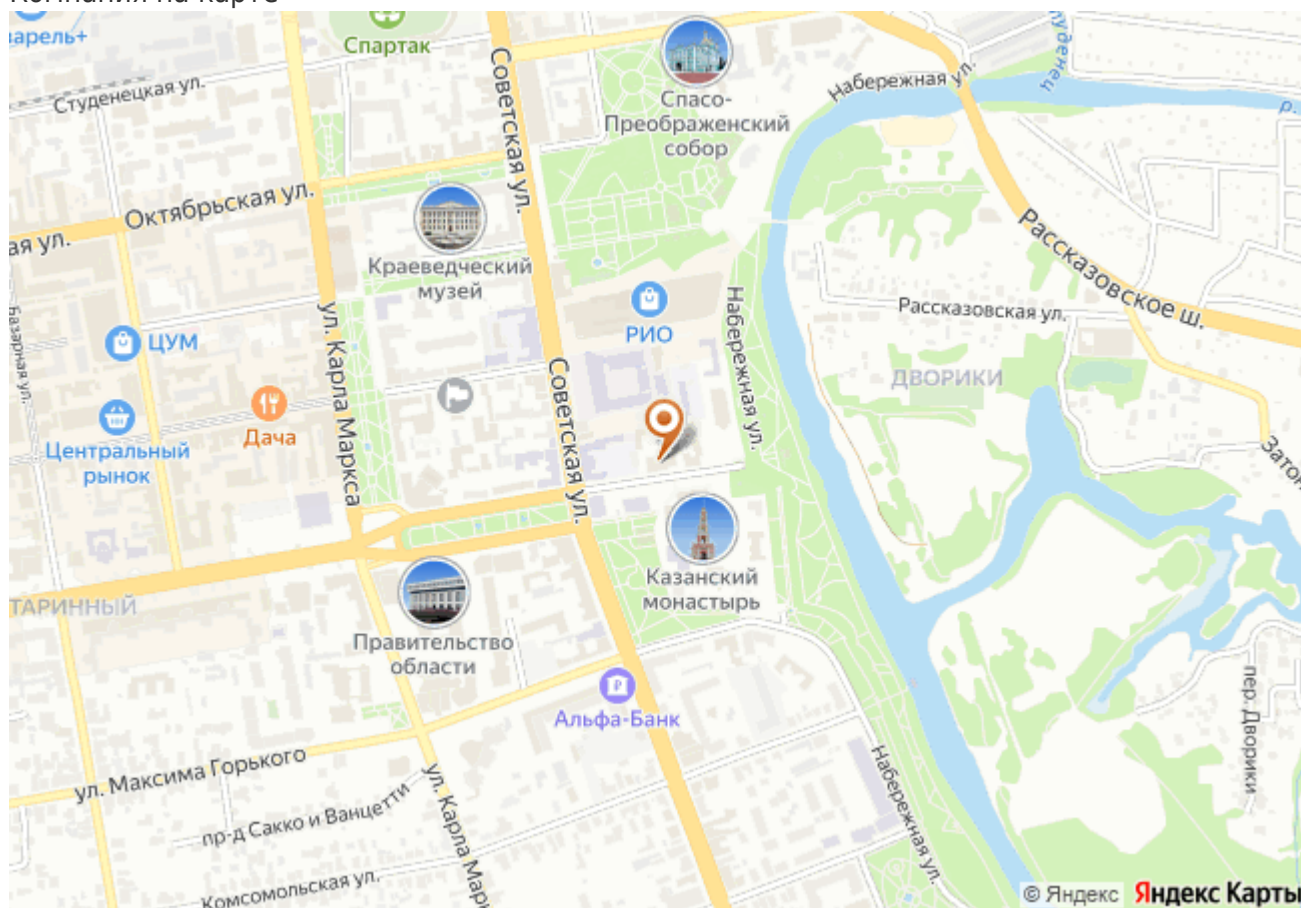 Компания на карте
варель+
Спартак
Студенецкая ул.
Советская ул.
Спасо-
Преображенский
собор
Набережная ул.
р.
Октябрьская ул.
ая ул.
Краеведческий
музей
Рассказовское ш.
Базарная ул.
ЦУМ
ул. Карла Маркса
РИО
Набережная ул.
Рассказовская ул.
ДВОРИКИ
Дача
Советская ул.
Центральный
рынок
Затон
Казанский
монастырь
ТАРИННЫЙ
Правительство
области
Альфа-Банк
пер. Дворики
ул. Максима Горького
пр-д Сакко и Ванцетти
ул. Карла Марк
Набережная ул.
Комсомольская ул.
© Яндекс Яндекс Карты